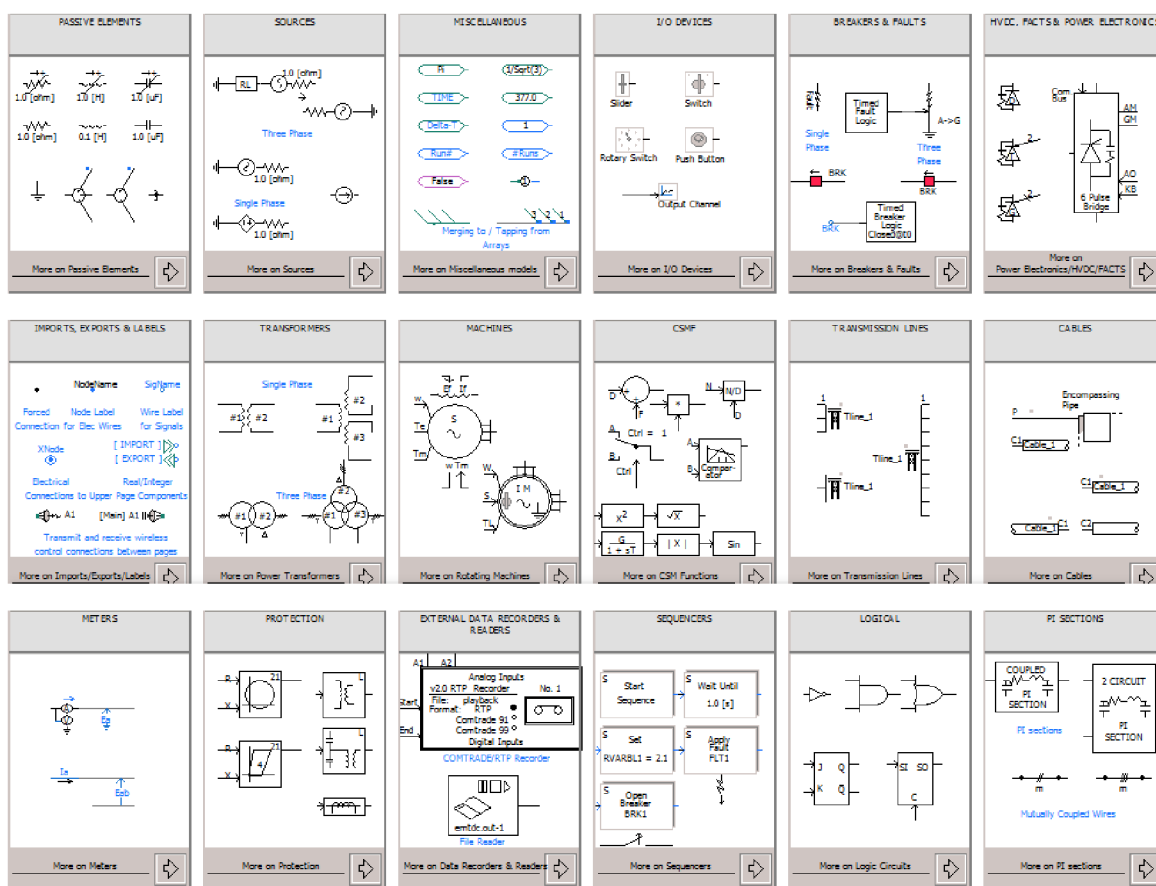 PASSIVE ELEMENTS
1.0 [ohm] 1.0 [H] 1.0 [uF]
1.0 [ohm] 0.1 [H] 1.0 [uF]
3
More on Passive Elements
SOURCES
RL
1.0 [ohm]
Three Phase
1.0 [ohm]
Single Phase
1.0 [ohm]
More on Sources
MISCELLANEOUS
Pi 1/Sqrt(3)
TIME 377.0
Delta-T 1
Run# #Runs
False
3 2 1
Merging to / Tapping from
Arrays
More on Miscellaneous models
I/O DEVICES
Slider Switch
Rotary Switch Push Button
Output Channel
More on I/O Devices
BREAKERS & FAULTS
Fault
Timed
Fault
Logic
A->G
Single
Phase
Three
Phase
BRK
BRK
BRK
Timed
Breaker
Logic
Closed@t0
More on Breakers & Faults
HVDC, FACTS & POWER ELECTRONIC
Com
Bus
AM
GM
2
AO
2
KB
6 Pulse
Bridge
More on
Power Electronics/HVDC/FACTS
IMPORTS, EXPORTS & LABELS
NodeName SigName
Forced Node Label Wire Label
Connection for Elec Wires for Signals
XNode
[ IMPORT ]
[ EXPORT ]
Electrical Real/Integer
Connections to Upper Page Components
A1 [Main] A1
Transmit and receive wireless
control connections between pages
More on Imports/Exports/Labels
TRANSFORMERS
Single Phase
#1 #2 #1 #2
#3
Three Phase
#2
#1 #2 #1 #3
More on Power Transformers
MACHINES
Ef If
w
S
Te
Tm
w Tm
W
I M
S
TL
More on Rotating Machines
CSMF
D
F
*
N
N/D
D
A
B
Ctrl = 1
Ctrl
A
B
Compar-
ator
X² √X
G
1 + sT
|X|
Sin
More on CSM Functions
TRANSMISSION LINES
1 1
Tline_1
Tline_1
Tline_1
More on Transmission Lines
CABLES
Encompassing
Pipe
P
C1
Cable_1
C1
Cable_1
Cable_1 C1 C2
More on Cables
METERS
A
V
Ea
Ia
Eab
More on Meters
PROTECTION
R
X
21
L
R
X
21
4
L
More on Protection
EXTERNAL DATA RECORDERS &
READERS
A1 A2
Analog Inputs
v2.0 RTP Recorder No. 1
Start
File: playback
Format: RTP
Comtrade 91
End
Comtrade 99
Digital Inputs
COMTRADE/RTP Recorder
emtdc.out-1
File Reader
More on Data Recorders & Readers
SEQUENCERS
S
Start
Sequence
S
Wait Until
1.0 [s]
S
Set
RVARBL1 = 2.1
S
Apply
Fault
FLT1
S
Open
Breaker
BRK1
More on Sequencers
LOGICAL
J Q
K Q̅
SI SO
C
More on Logic Circuits
PI SECTIONS
COUPLED
PI
SECTION
2 CIRCUIT
PI
SECTION
PI sections
m m
Mutually Coupled Wires
More on PI sections